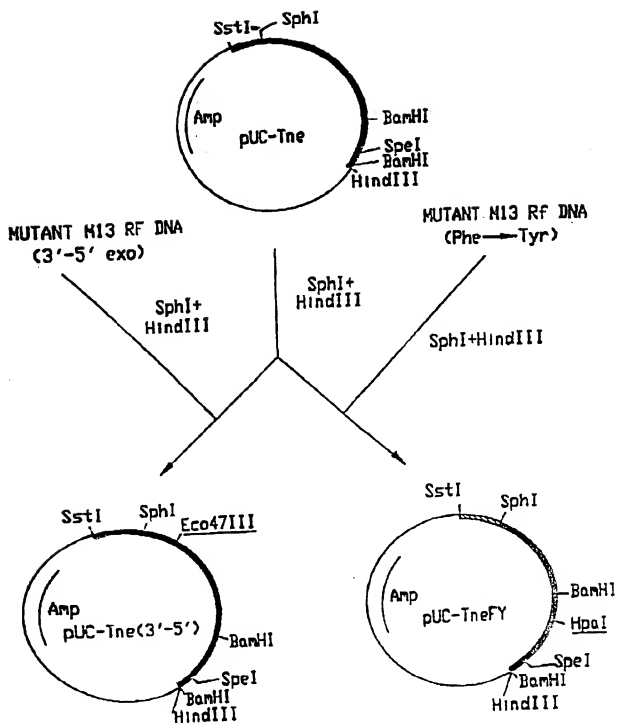 SstI
SphI
Amp
pUC-Tne
BamHI
SpeI
BamHI
HindIII
MUTANT M13 RF DNA
(3'-5' exo)
MUTANT M13 Rf DNA
(Phe → Tyr)
SphI+
HindIII
SphI+
HindIII
SphI+HindIII
SstI
SphI
Eco47III
Amp
pUC-Tne(3'-5')
BamHI
SpeI
BamHI
HindIII
SstI
SphI
Amp
pUC-TneFY
BamHI
HpaI
SpeI
BamHI
HindIII